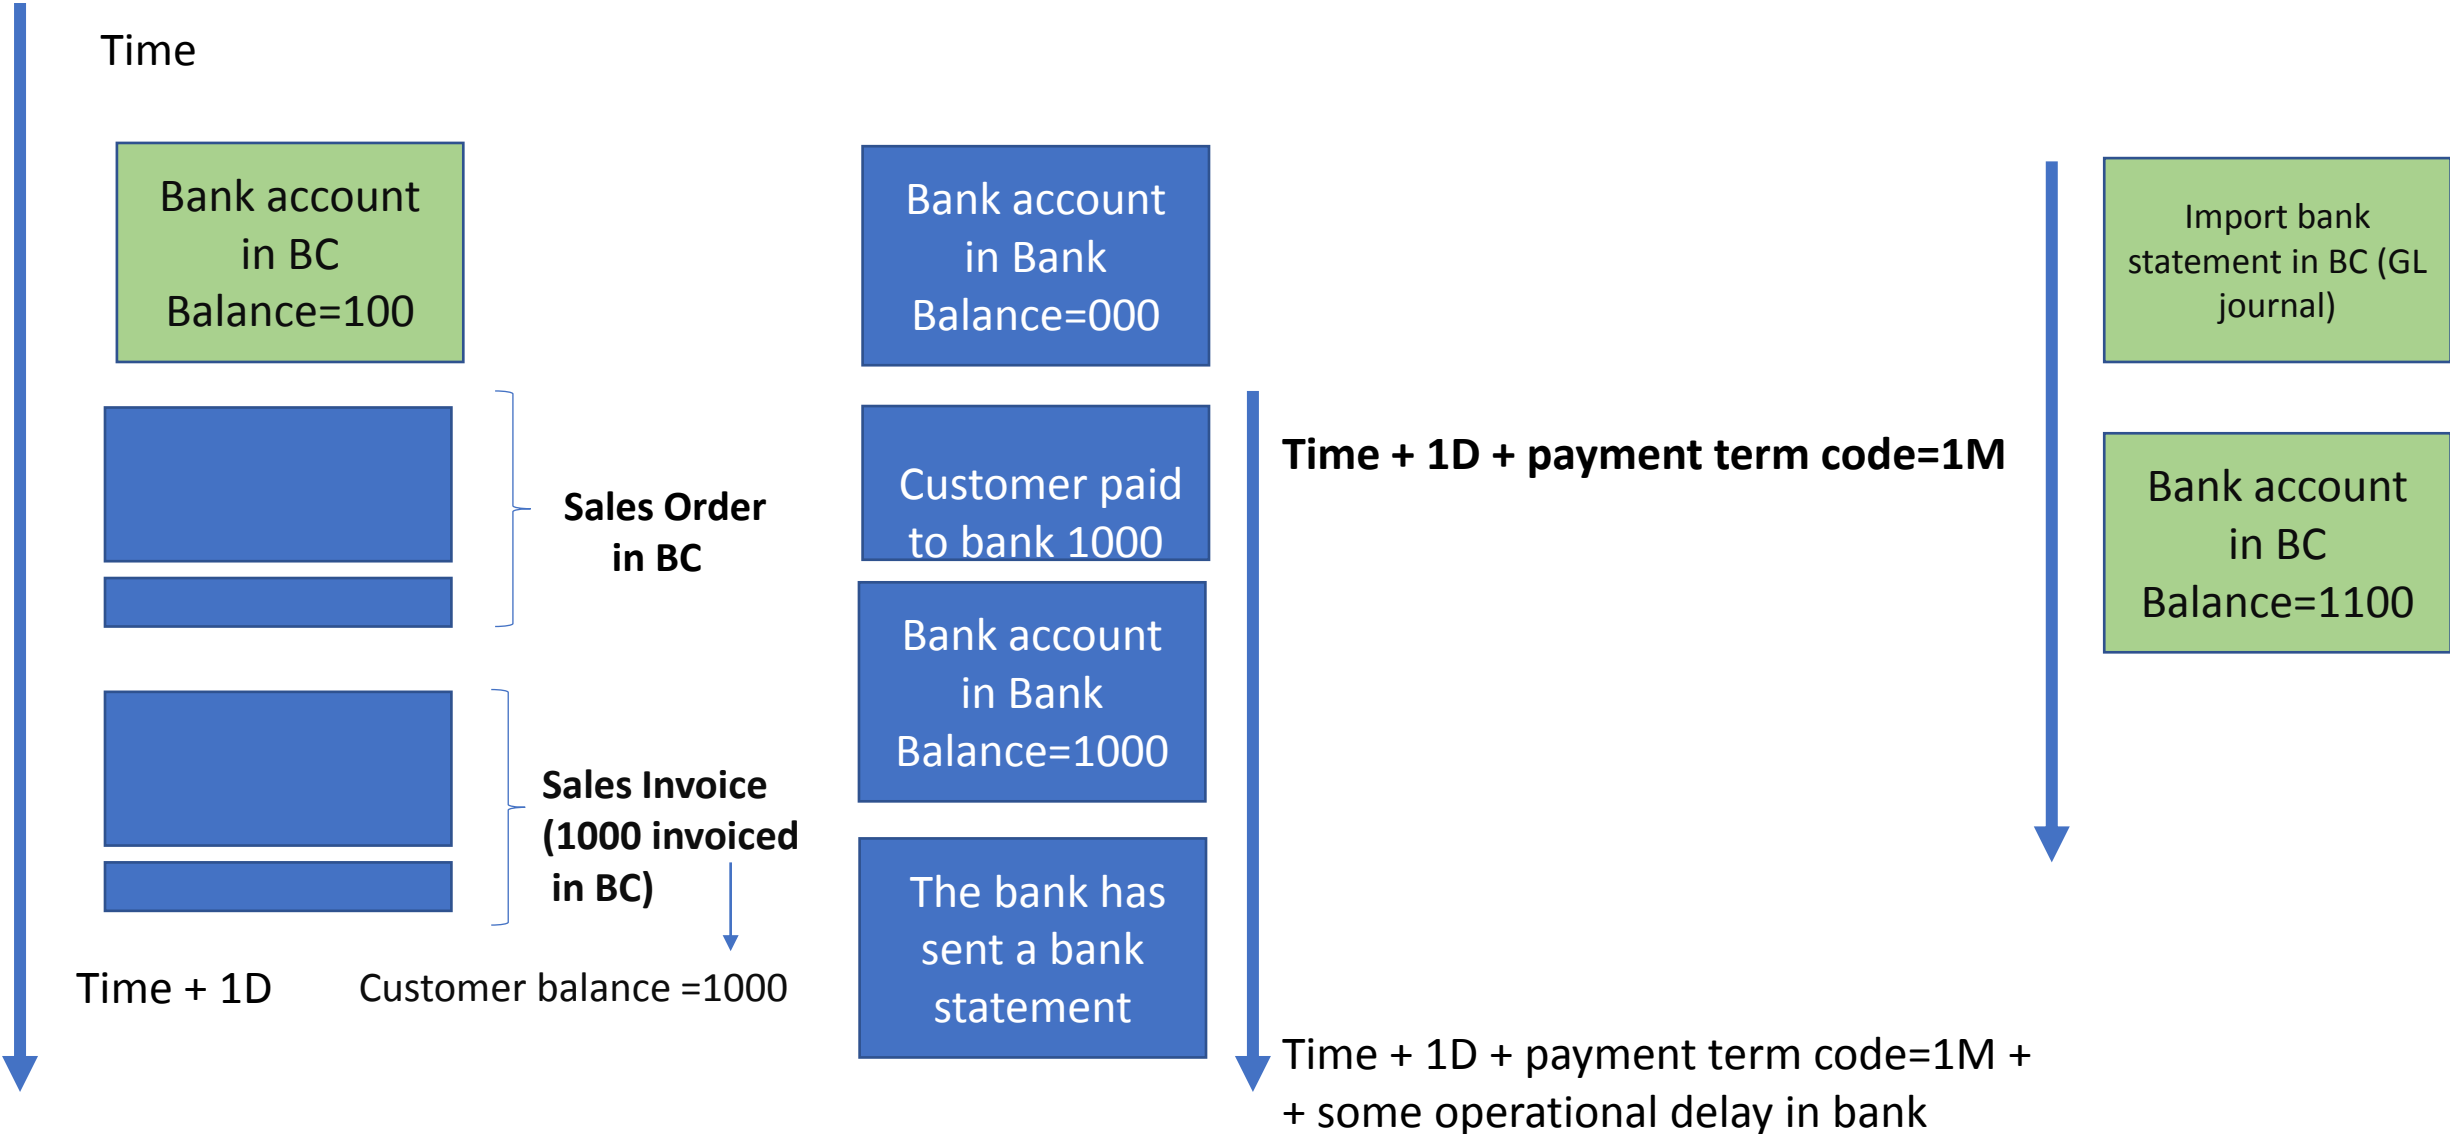 Time
Bank account
in BC
Balance=100
Sales Order
in BC
Sales Invoice
(1000 invoiced
in BC)
Time + 1D
Customer balance =1000
Bank account
in Bank
Balance=000
Customer paid
to bank 1000
Bank account
in Bank
Balance=1000
The bank has
sent a bank
statement
Time + 1D + payment term code=1M
Time + 1D + payment term code=1M +
+ some operational delay in bank
Import bank
statement in BC (GL
journal)
Bank account
in BC
Balance=1100